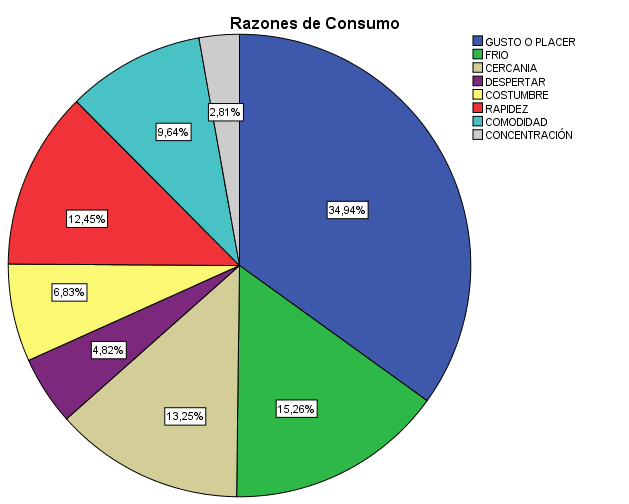 Razones de Consumo
GUSTO O PLACER
FRIO
CERCANIA
DESPERTAR
COSTUMBRE
RAPIDEZ
COMODIDAD
CONCENTRACIÓN
2,81%
9,64%
34,94%
12,45%
6,83%
4,82%
13,25%
15,26%